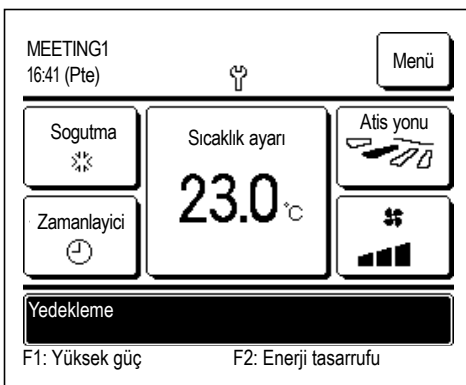 MEETING1
16:41 (Pte)
Menü
Sogutma
Sıcaklık ayarı
Atis yonu
23.0 °C
Zamanlayici
Yedekleme
F1: Yüksek güç
F2: Enerji tasarrufu